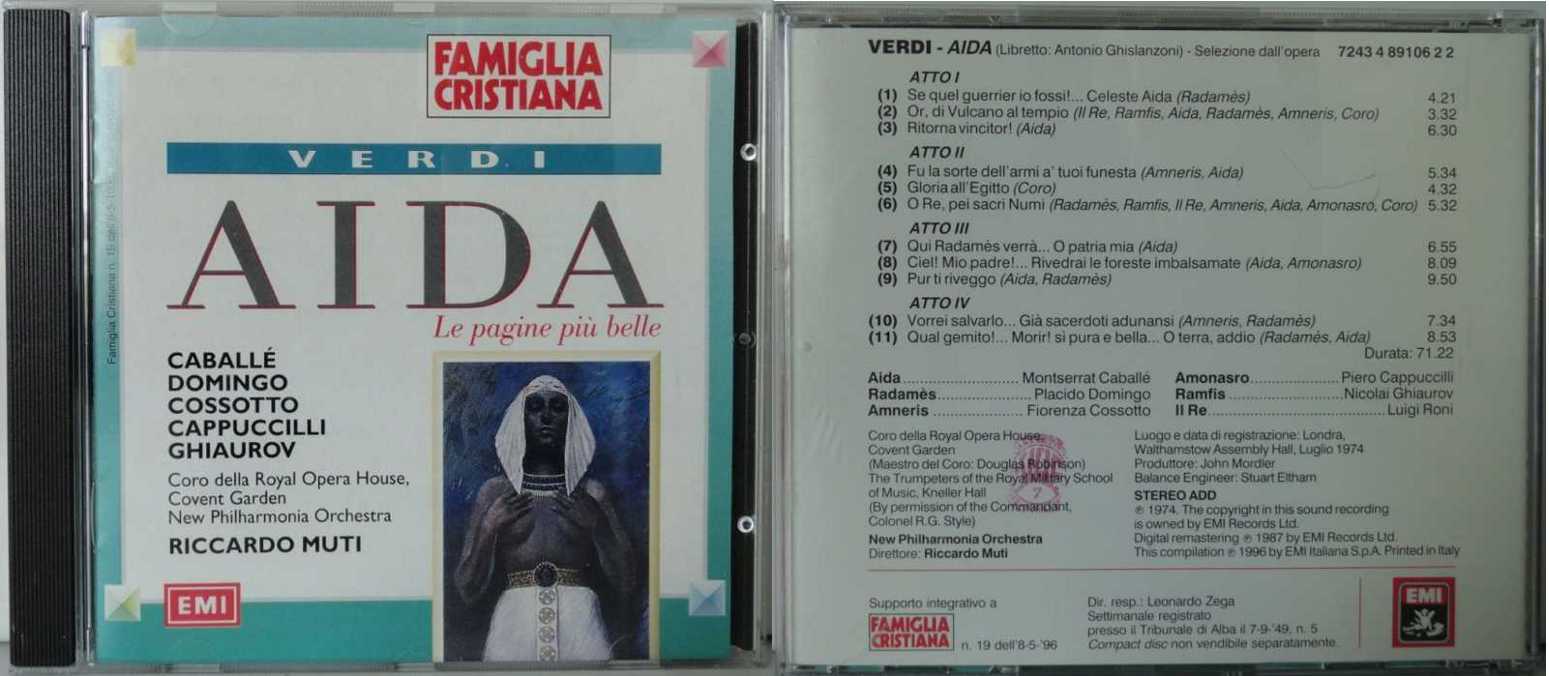 FAMIGLIA
CRISTIANA
VERDI
AIDA
Le pagine più belle
CABALLÉ
DOMINGO
COSSOTTO
CAPPUCCILLI
GHIAUROV
Coro della Royal Opera House,
Covent Garden
New Philharmonia Orchestra
RICCARDO MUTI
EMI
Famiglia Cristiana n. 19 dell'8-5-
VERDI - AIDA (Libretto: Antonio Ghislanzoni) - Selezione dall'opera 7243 4 89106 2 2
ATTO I
(1) Se quel guerrier io fossi!... Celeste Aida (Radamès) 4.21
(2) Or, di Vulcano al tempio (Il Re, Ramfis, Aida, Radamès, Amneris, Coro) 3.32
(3) Ritorna vincitor! (Aida) 6.30
ATTO II
(4) Fu la sorte dell'armi a' tuoi funesta (Amneris, Aida) 5.34
(5) Gloria all'Egitto (Coro) 4.32
(6) O Re, pei sacri Numi (Radamès, Ramfis, Il Re, Amneris, Aida, Amonasro, Coro) 5.32
ATTO III
(7) Qui Radamès verrà... O patria mia (Aida) 6.55
(8) Ciel! Mio padre!... Rivedrai le foreste imbalsamate (Aida, Amonasro) 8.09
(9) Pur ti riveggo (Aida, Radamès) 9.50
ATTO IV
(10) Vorrei salvarlo... Già sacerdoti adunansi (Amneris, Radamès) 7.34
(11) Qual gemito!... Morir! sì pura e bella... O terra, addio (Radamès, Aida) 8.53
Durata: 71.22
Aida .......................... Montserrat Caballé
Radamès .................... Placido Domingo
Amneris .................... Fiorenza Cossotto
Amonasro .................... Piero Cappuccilli
Ramfis ......................... Nicolai Ghiaurov
Il Re ........................................ Luigi Roni
Coro della Royal Opera House,
Covent Garden
(Maestro del Coro: Douglas Robinson)
The Trumpeters of the Royal Military School
of Music, Kneller Hall
(By permission of the Commandant,
Colonel R.G. Style)
New Philharmonia Orchestra
Direttore: Riccardo Muti
7
Luogo e data di registrazione: Londra,
Walthamstow Assembly Hall, Luglio 1974
Produttore: John Mordler
Balance Engineer: Stuart Eltham
STEREO ADD
℗ 1974. The copyright in this sound recording
is owned by EMI Records Ltd.
Digital remastering ℗ 1987 by EMI Records Ltd.
This compilation ℗ 1996 by EMI Italiana S.p.A. Printed in Italy
Supporto integrativo a
FAMIGLIA
CRISTIANA n. 19 dell'8-5-'96
Dir. resp.: Leonardo Zega
Settimanale registrato
presso il Tribunale di Alba il 7-9-'49, n. 5
Compact disc non vendibile separatamente.
EMI